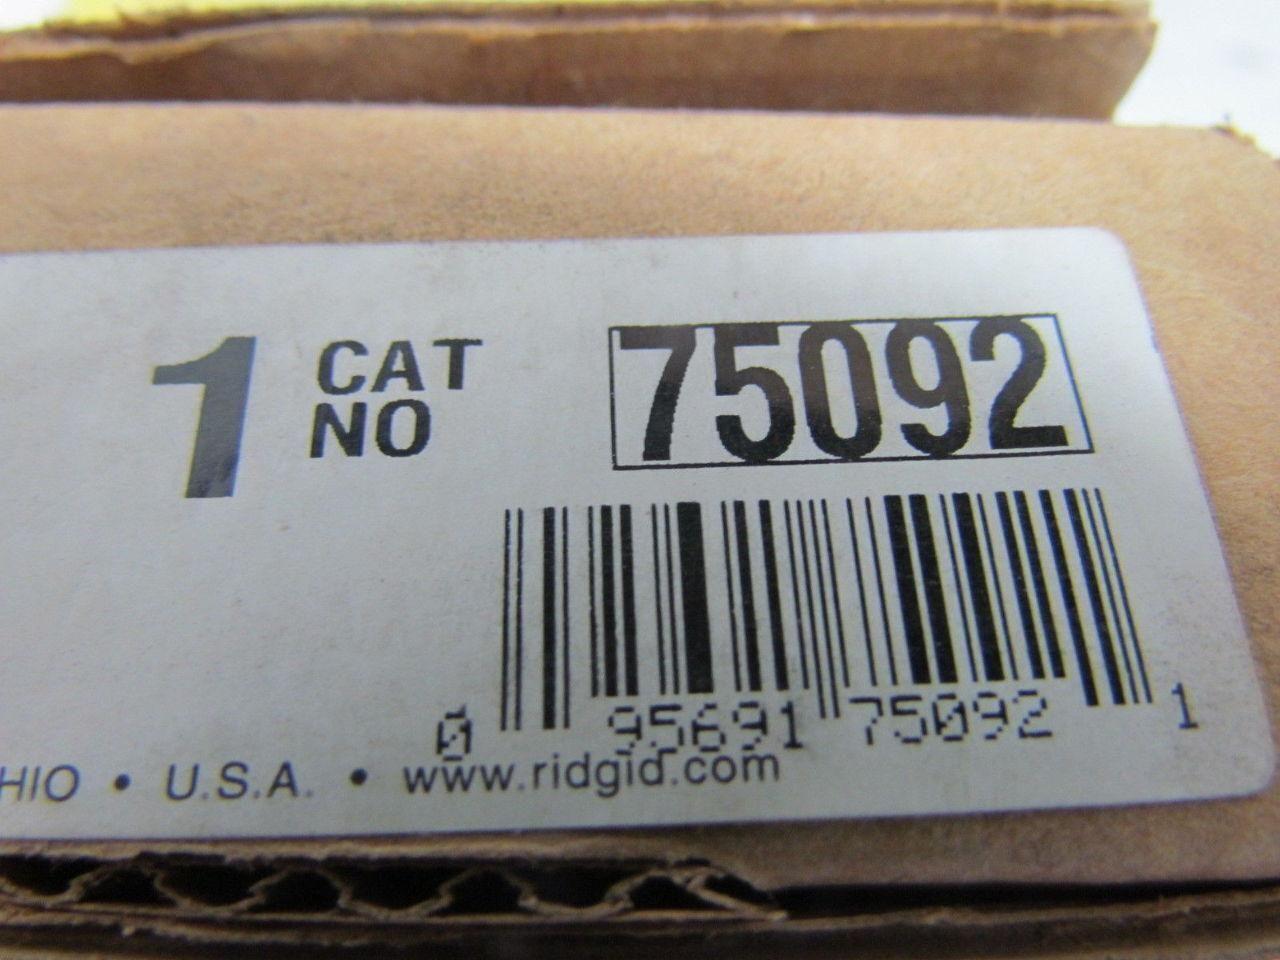 1 CAT NO 75092
0 95691 75092 1
HIO • U.S.A. • www.ridgid.com